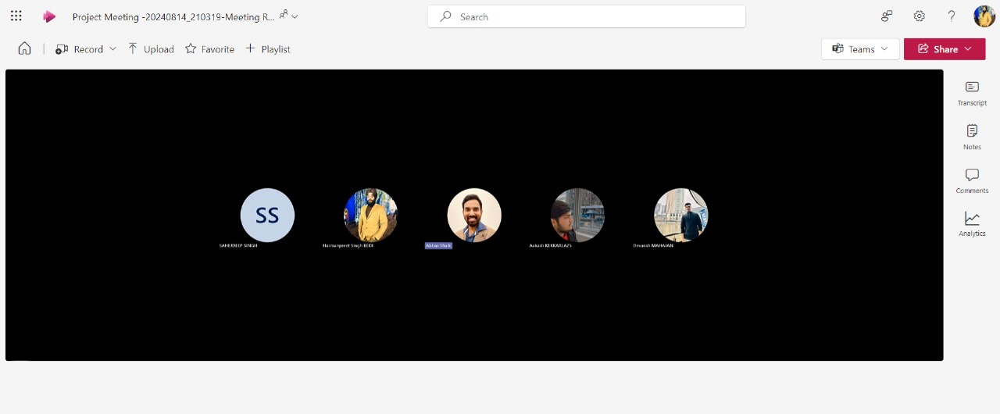 Project Meeting -20240814_210319-Meeting R...
Search
?
Record
Upload
Favorite
Playlist
Teams
Share
Transcript
Notes
Comments
Analytics
SS
SAHEJDEEP SINGH
Harmanpreet Singh BEDI
Abbas Shaik
Aakash KEKKARLA25
Devansh MAHAJAN